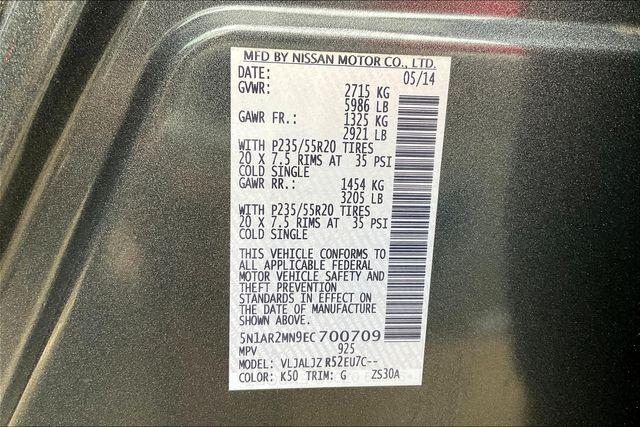 MFD BY NISSAN MOTOR CO., LTD.
DATE: 05/14
GVWR: 2715 KG
5986 LB
GAWR FR.: 1325 KG
2921 LB
WITH P235/55R20 TIRES
20 X 7.5 RIMS AT 35 PSI
COLD SINGLE
GAWR RR.: 1454 KG
3205 LB
WITH P235/55R20 TIRES
20 X 7.5 RIMS AT 35 PSI
COLD SINGLE
THIS VEHICLE CONFORMS TO
ALL APPLICABLE FEDERAL
MOTOR VEHICLE SAFETY AND
THEFT PREVENTION
STANDARDS IN EFFECT ON
THE DATE OF MANUFACTURE
SHOWN ABOVE.
5N1AR2MN9EC700709
MPV 925
MODEL: VLJALJZ R52EU7C--
COLOR: K50 TRIM: G ZS30A